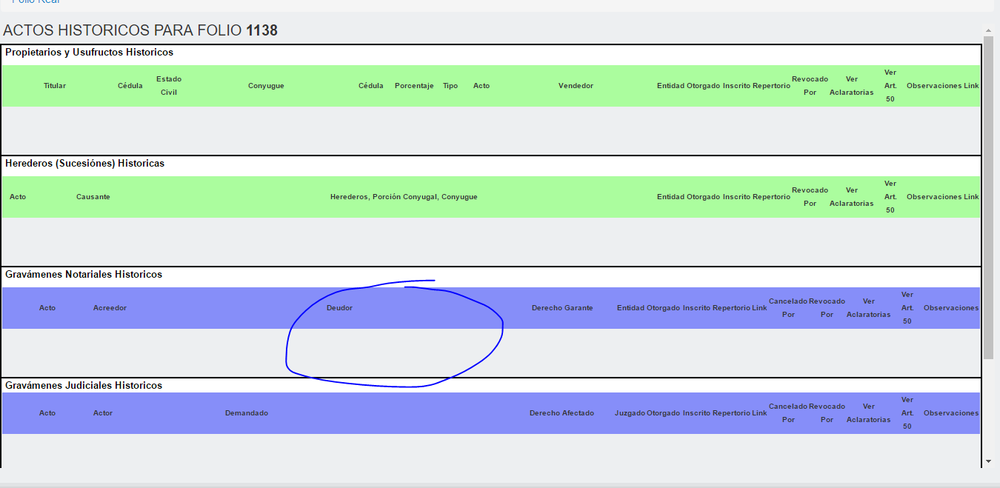 Folio Real
ACTOS HISTORICOS PARA FOLIO 1138
Propietarios y Usufructos Historicos
Titular Cédula Estado Civil Conyugue Cédula Porcentaje Tipo Acto Vendedor Entidad Otorgado Inscrito Repertorio Revocado Por Ver Aclaratorias Ver Art. 50 Observaciones Link
Herederos (Sucesiónes) Historicas
Acto Causante Herederos, Porción Conyugal, Conyugue Entidad Otorgado Inscrito Repertorio Revocado Por Ver Aclaratorias Ver Art. 50 Observaciones Link
Gravámenes Notariales Historicos
Acto Acreedor Deudor Derecho Garante Entidad Otorgado Inscrito Repertorio Link Cancelado Por Revocado Por Ver Aclaratorias Ver Art. 50 Observaciones
Gravámenes Judiciales Historicos
Acto Actor Demandado Derecho Afectado Juzgado Otorgado Inscrito Repertorio Link Cancelado Por Revocado Por Ver Aclaratorias Ver Art. 50 Observaciones